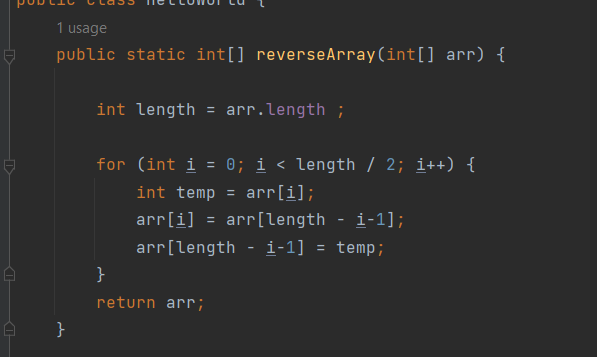 public class HelloWorld {
1 usage
public static int[] reverseArray(int[] arr) {
int length = arr.length ;
for (int i = 0; i < length / 2; i++) {
int temp = arr[i];
arr[i] = arr[length - i-1];
arr[length - i-1] = temp;
}
return arr;
}